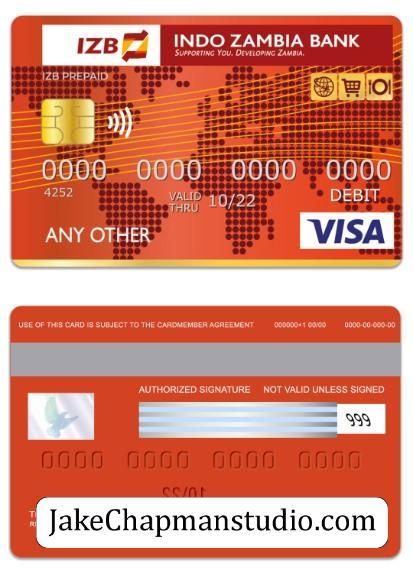 IZB INDO ZAMBIA BANK
SUPPORTING YOU. DEVELOPING ZAMBIA.
IZB PREPAID
0000 0000 0000 0000
4252
VALID
THRU 10/22
DEBIT
ANY OTHER
VISA
USE OF THIS CARD IS SUBJECT TO THE CARDMEMBER AGREEMENT 000000+1 00/00 0000-00-000-00
AUTHORIZED SIGNATURE NOT VALID UNLESS SIGNED
999
0000 0000 0000 0000
10/22
JakeChapmanstudio.com